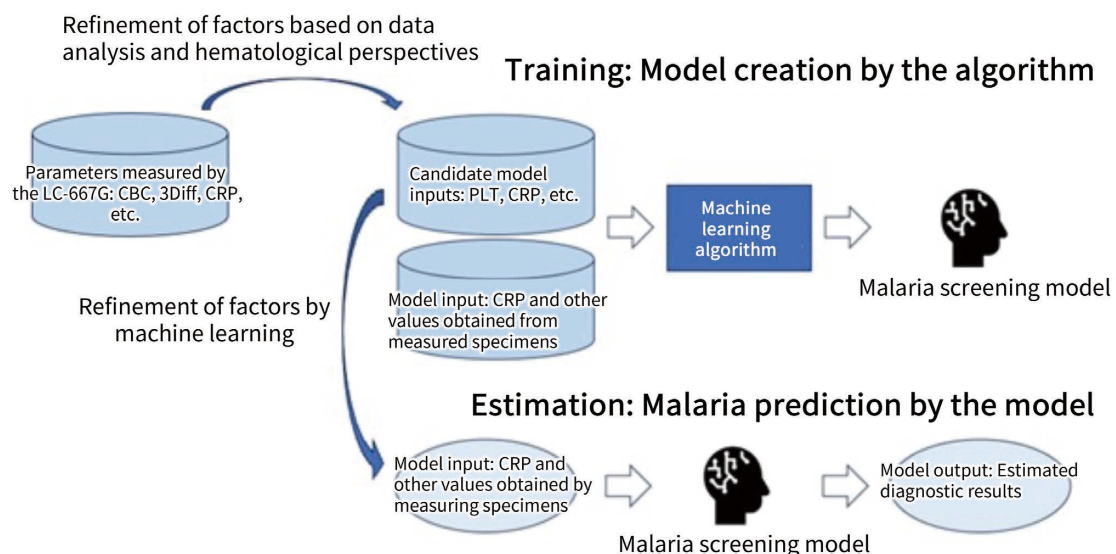 Refinement of factors based on data
analysis and hematological perspectives
Training: Model creation by the algorithm
Parameters measured by
the LC-667G: CBC, 3Diff, CRP,
etc.
Candidate model
inputs: PLT, CRP, etc.
Machine
learning
algorithm
Malaria screening model
Refinement of factors by
machine learning
Model input: CRP and other
values obtained from
measured specimens
Estimation: Malaria prediction by the model
Model input: CRP and
other values obtained by
measuring specimens
Malaria screening model
Model output: Estimated
diagnostic results